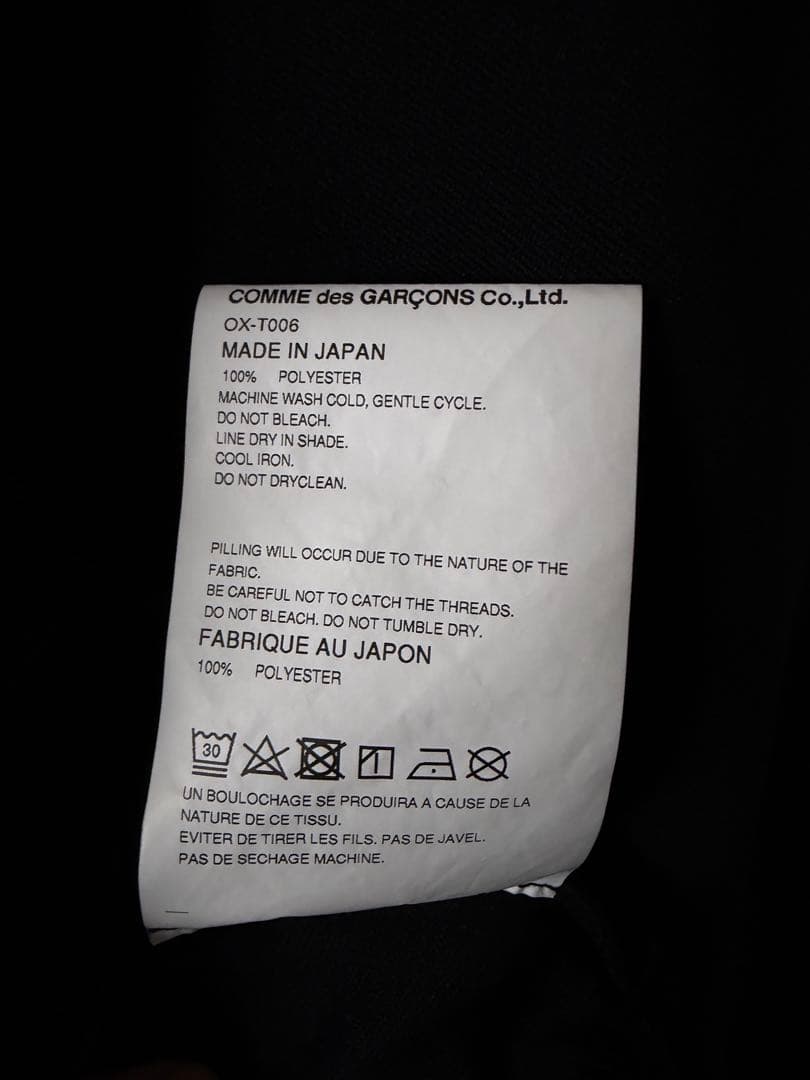 COMME des GARÇONS Co.,Ltd.
OX-T006
MADE IN JAPAN
100% POLYESTER
MACHINE WASH COLD, GENTLE CYCLE.
DO NOT BLEACH.
LINE DRY IN SHADE.
COOL IRON.
DO NOT DRYCLEAN.
PILLING WILL OCCUR DUE TO THE NATURE OF THE
FABRIC.
BE CAREFUL NOT TO CATCH THE THREADS.
DO NOT BLEACH. DO NOT TUMBLE DRY.
FABRIQUE AU JAPON
100% POLYESTER
30
UN BOULOCHAGE SE PRODUIRA A CAUSE DE LA
NATURE DE CE TISSU.
EVITER DE TIRER LES FILS. PAS DE JAVEL.
PAS DE SECHAGE MACHINE.